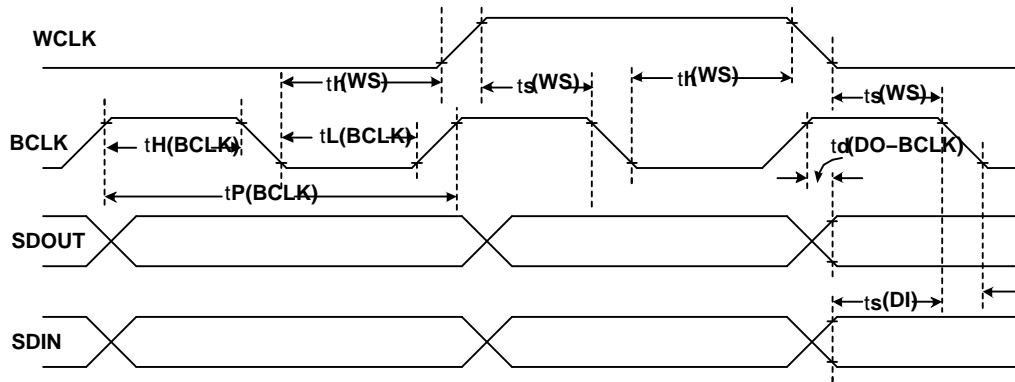 WCLK
th(WS)
ts(WS)
th(WS)
ts(WS)
BCLK
tH(BCLK)
tL(BCLK)
td(DO−BCLK)
tP(BCLK)
SDOUT
ts(DI)
SDIN